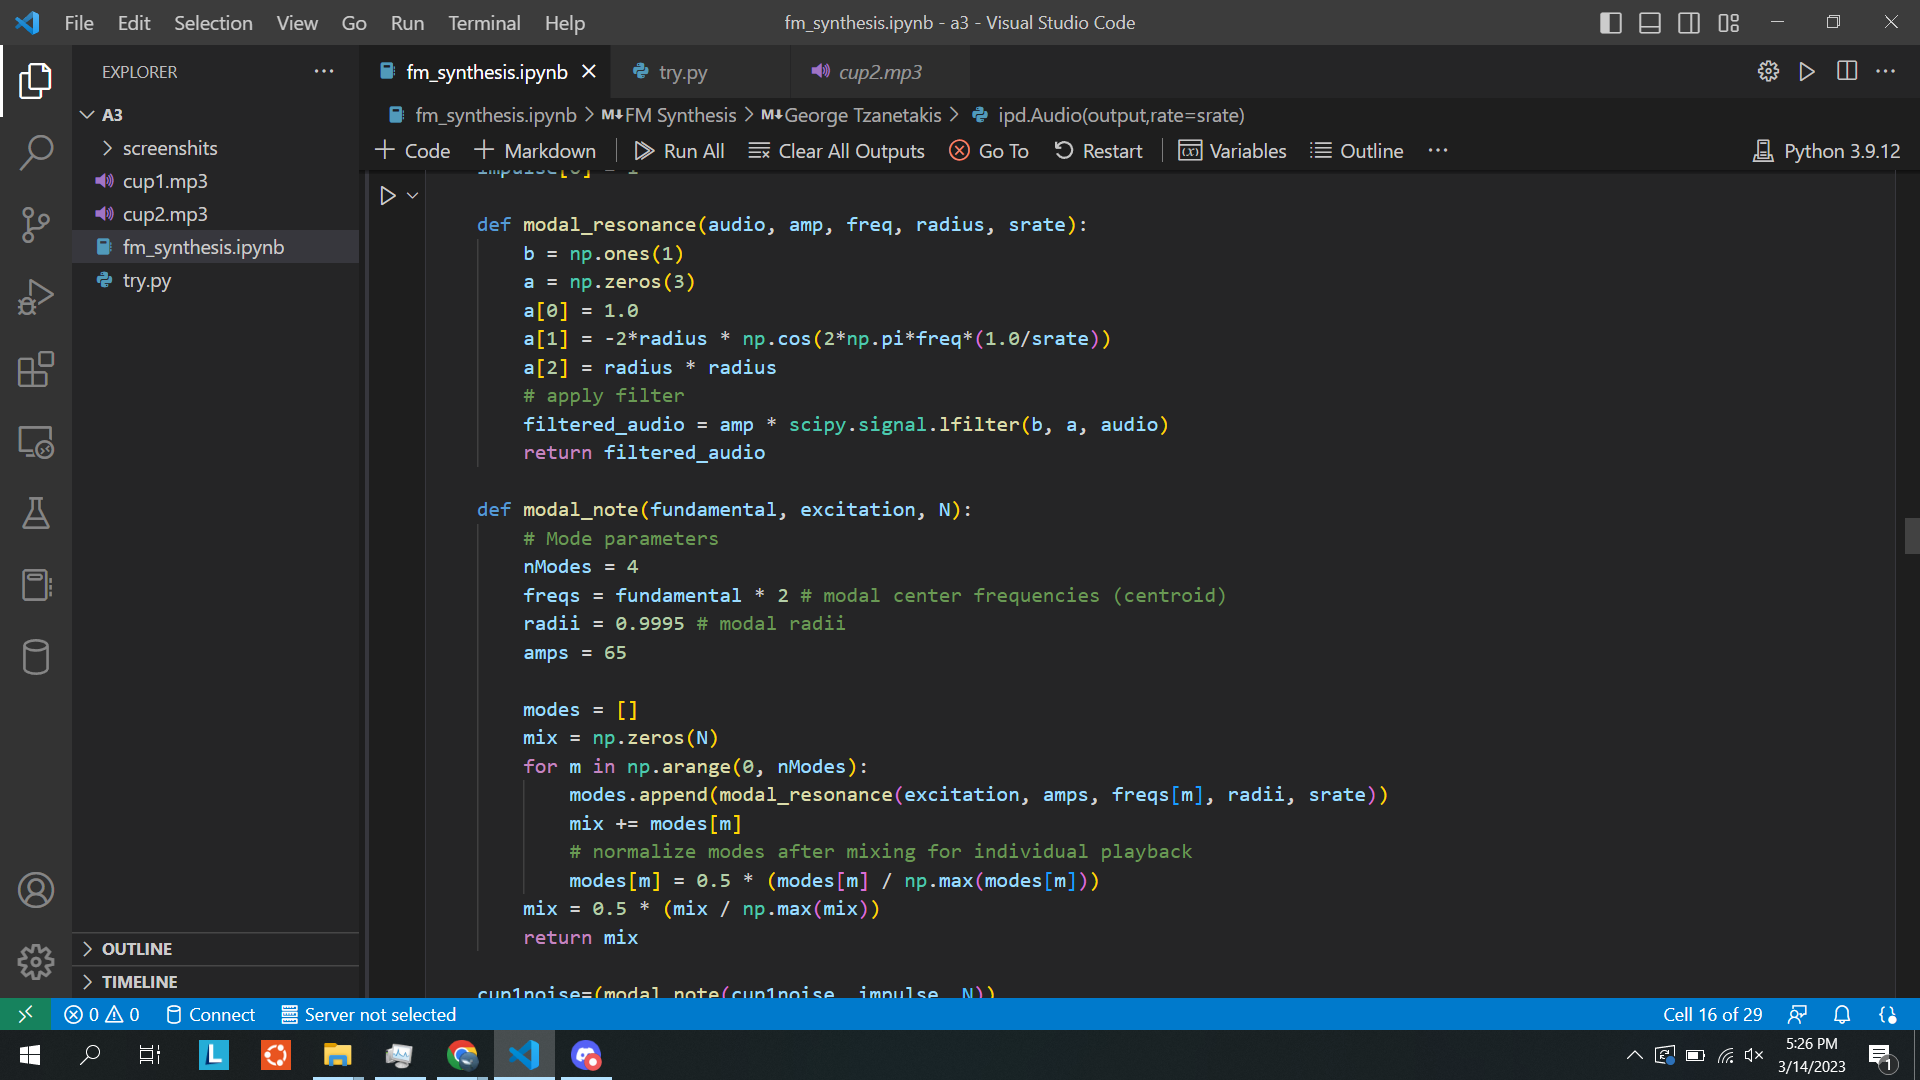 File Edit Selection View Go Run Terminal Help
fm_synthesis.ipynb - a3 - Visual Studio Code
EXPLORER
A3
screenshits
cup1.mp3
cup2.mp3
fm_synthesis.ipynb
try.py
OUTLINE
TIMELINE
fm_synthesis.ipynb
try.py
cup2.mp3
fm_synthesis.ipynb > M↓FM Synthesis > M↓George Tzanetakis > ipd.Audio(output,rate=srate)
+ Code + Markdown Run All Clear All Outputs Go To Restart Variables Outline ··· Python 3.9.12
impulse[0] = 1
def modal_resonance(audio, amp, freq, radius, srate):
    b = np.ones(1)
    a = np.zeros(3)
    a[0] = 1.0
    a[1] = -2*radius * np.cos(2*np.pi*freq*(1.0/srate))
    a[2] = radius * radius
    # apply filter
    filtered_audio = amp * scipy.signal.lfilter(b, a, audio)
    return filtered_audio
def modal_note(fundamental, excitation, N):
    # Mode parameters
    nModes = 4
    freqs = fundamental * 2 # modal center frequencies (centroid)
    radii = 0.9995 # modal radii
    amps = 65
    modes = []
    mix = np.zeros(N)
    for m in np.arange(0, nModes):
        modes.append(modal_resonance(excitation, amps, freqs[m], radii, srate))
        mix += modes[m]
        # normalize modes after mixing for individual playback
        modes[m] = 0.5 * (modes[m] / np.max(modes[m]))
    mix = 0.5 * (mix / np.max(mix))
    return mix
cup1noise=(modal_note(cup1noise, impulse, N))
0 0 Connect Server not selected
Cell 16 of 29
5:26 PM
3/14/2023
1